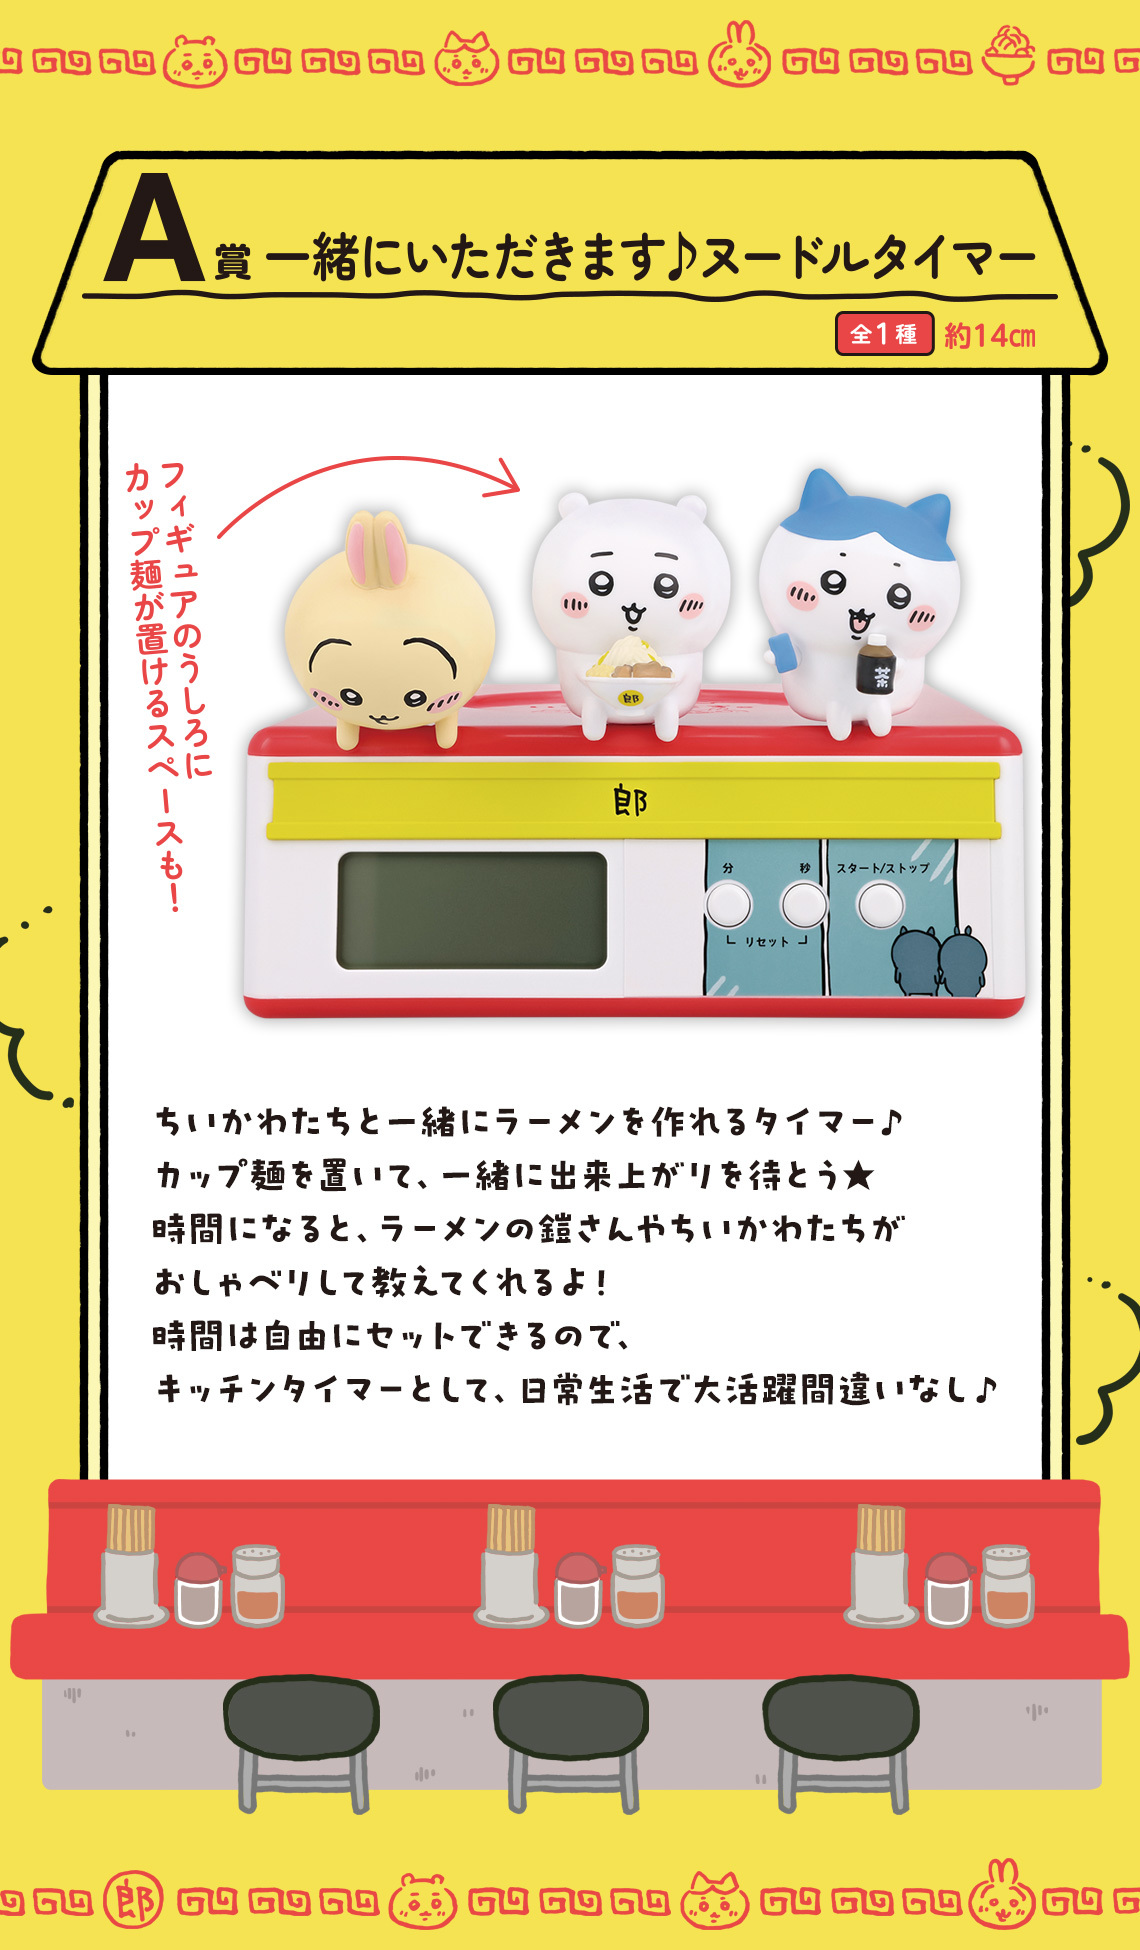 A賞 一緒にいただきます♪ヌードルタイマー
全1種 約14cm
フィギュアのうしろに
カップ麺が置けるスペースも!
郎
郎
分 秒 スタート/ストップ
リセット
茶
ちいかわたちと一緒にラーメンを作れるタイマー♪
カップ麺を置いて、一緒に出来上がりを待とう★
時間になると、ラーメンの鎧さんやちいかわたちが
おしゃべりして教えてくれるよ!
時間は自由にセットできるので、
キッチンタイマーとして、日常生活で大活躍間違いなし♪
郎